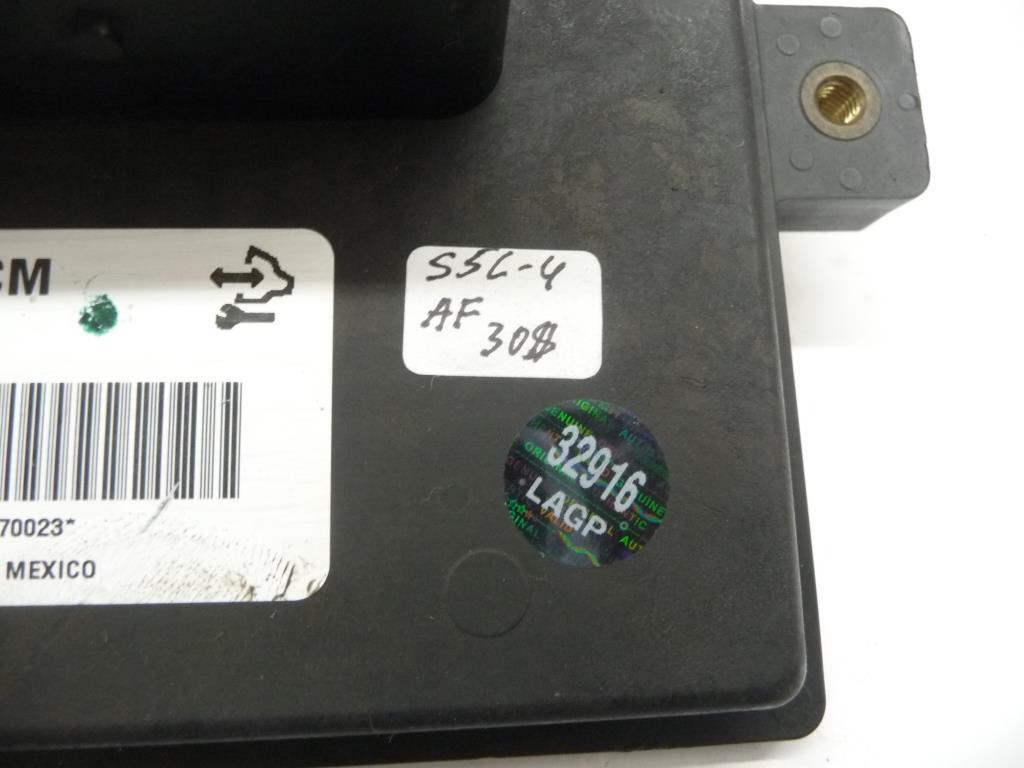 CM
S5C-4
AF
30$
32916
LAGP
70023*
MEXICO